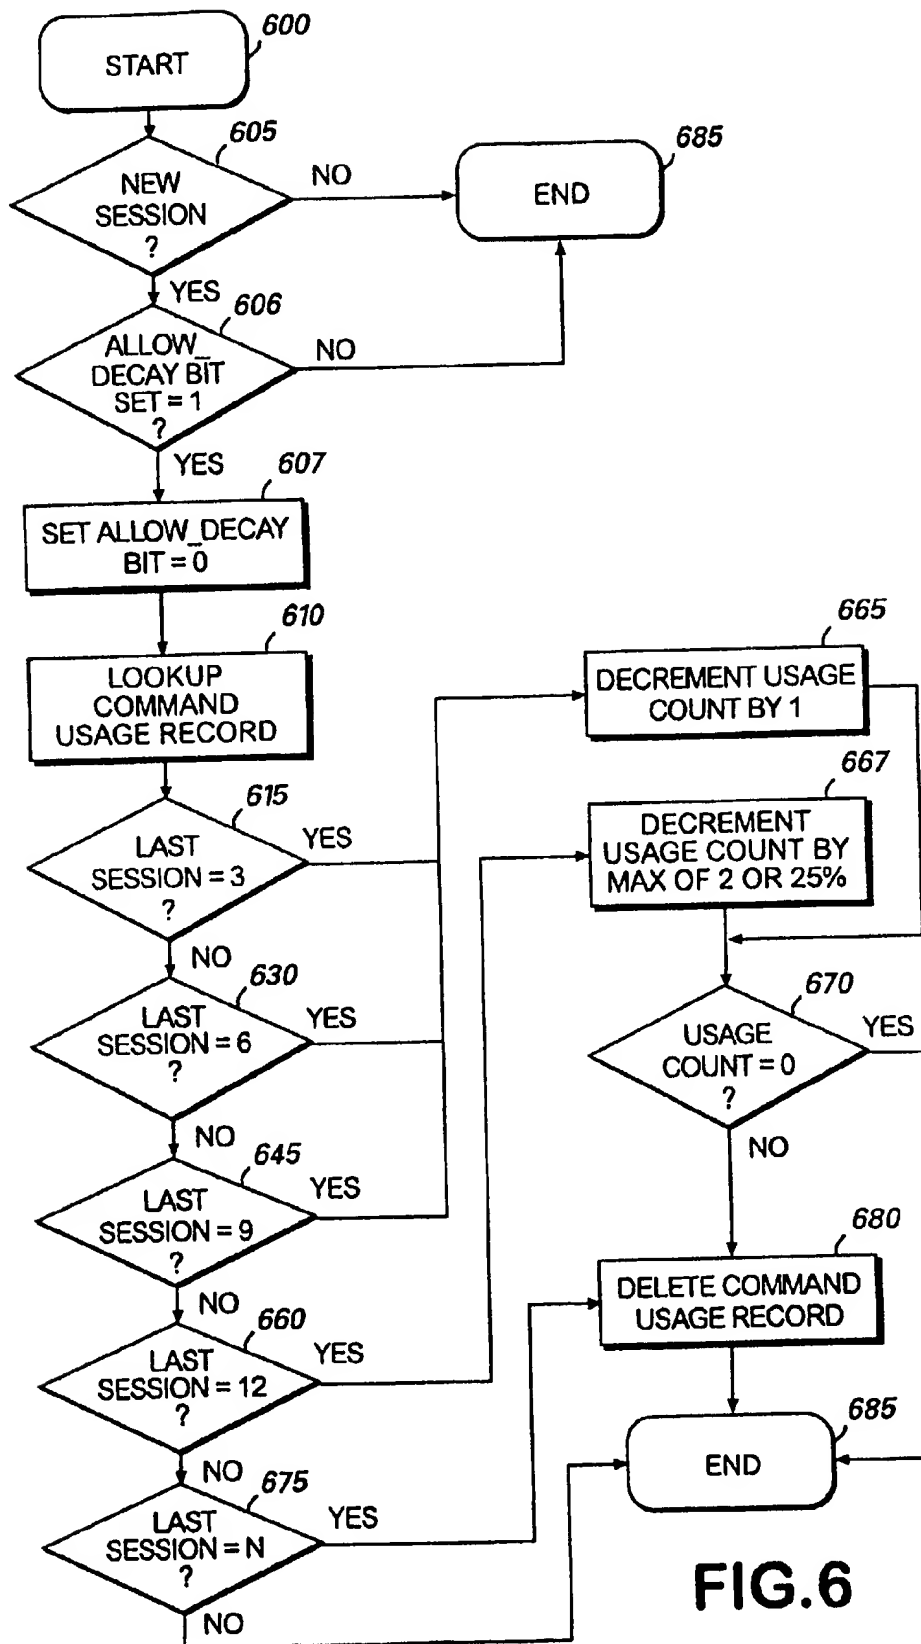 600
START
605
NEW
SESSION
?
NO
685
END
YES
606
ALLOW_
DECAY BIT
SET = 1
?
NO
YES
607
SET ALLOW_DECAY
BIT = 0
610
LOOKUP
COMMAND
USAGE RECORD
665
DECREMENT USAGE
COUNT BY 1
615
LAST
SESSION = 3
?
YES
667
DECREMENT
USAGE COUNT BY
MAX OF 2 OR 25%
NO
630
LAST
SESSION = 6
?
YES
670
USAGE
COUNT = 0
?
YES
NO
NO
645
LAST
SESSION = 9
?
YES
680
DELETE COMMAND
USAGE RECORD
NO
660
LAST
SESSION = 12
?
YES
685
END
NO
675
LAST
SESSION = N
?
YES
NO
FIG.6